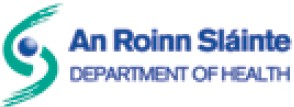 An Roinn Sláinte
DEPARTMENT OF HEALTH